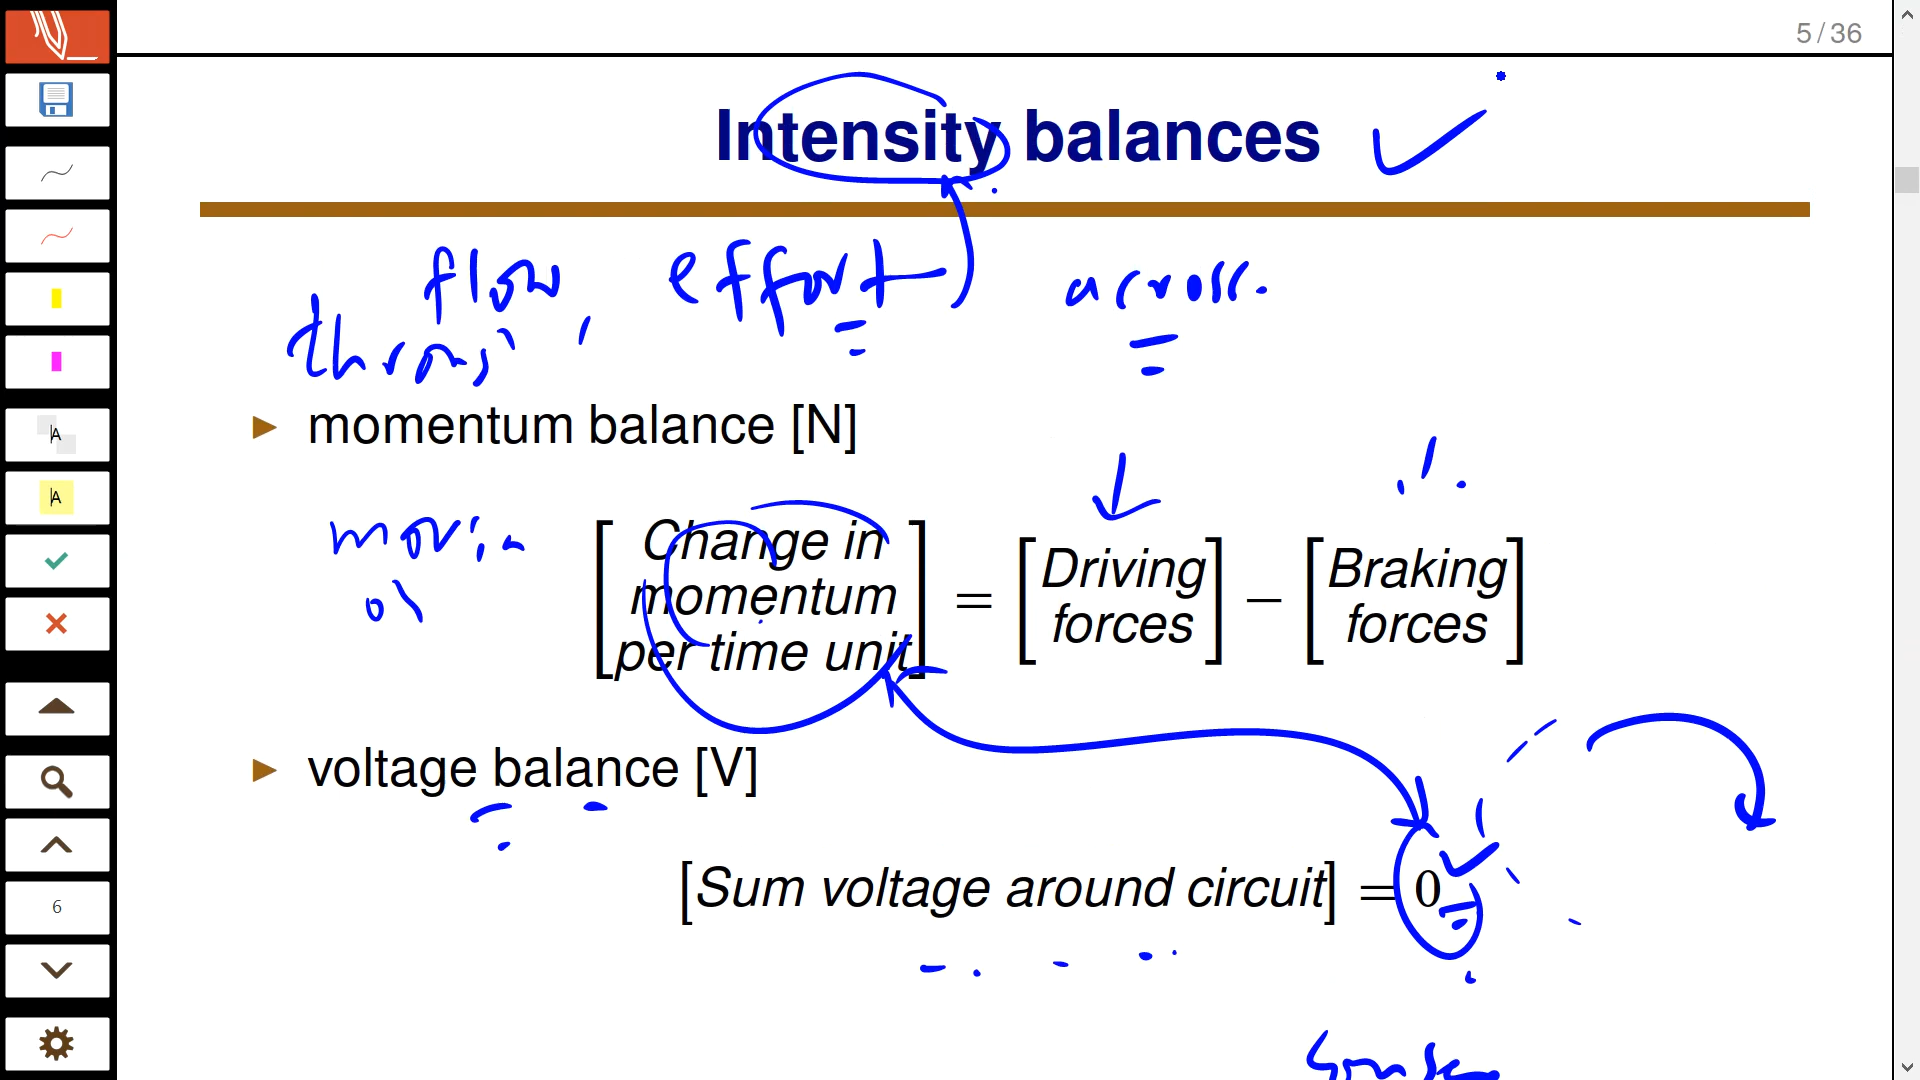 5/36
Intensity balances
flow effort across.
▶ momentum balance [N]
[Change in momentum per time unit] = [Driving forces] − [Braking forces]
▶ voltage balance [V]
[Sum voltage around circuit] = 0
A
A
6